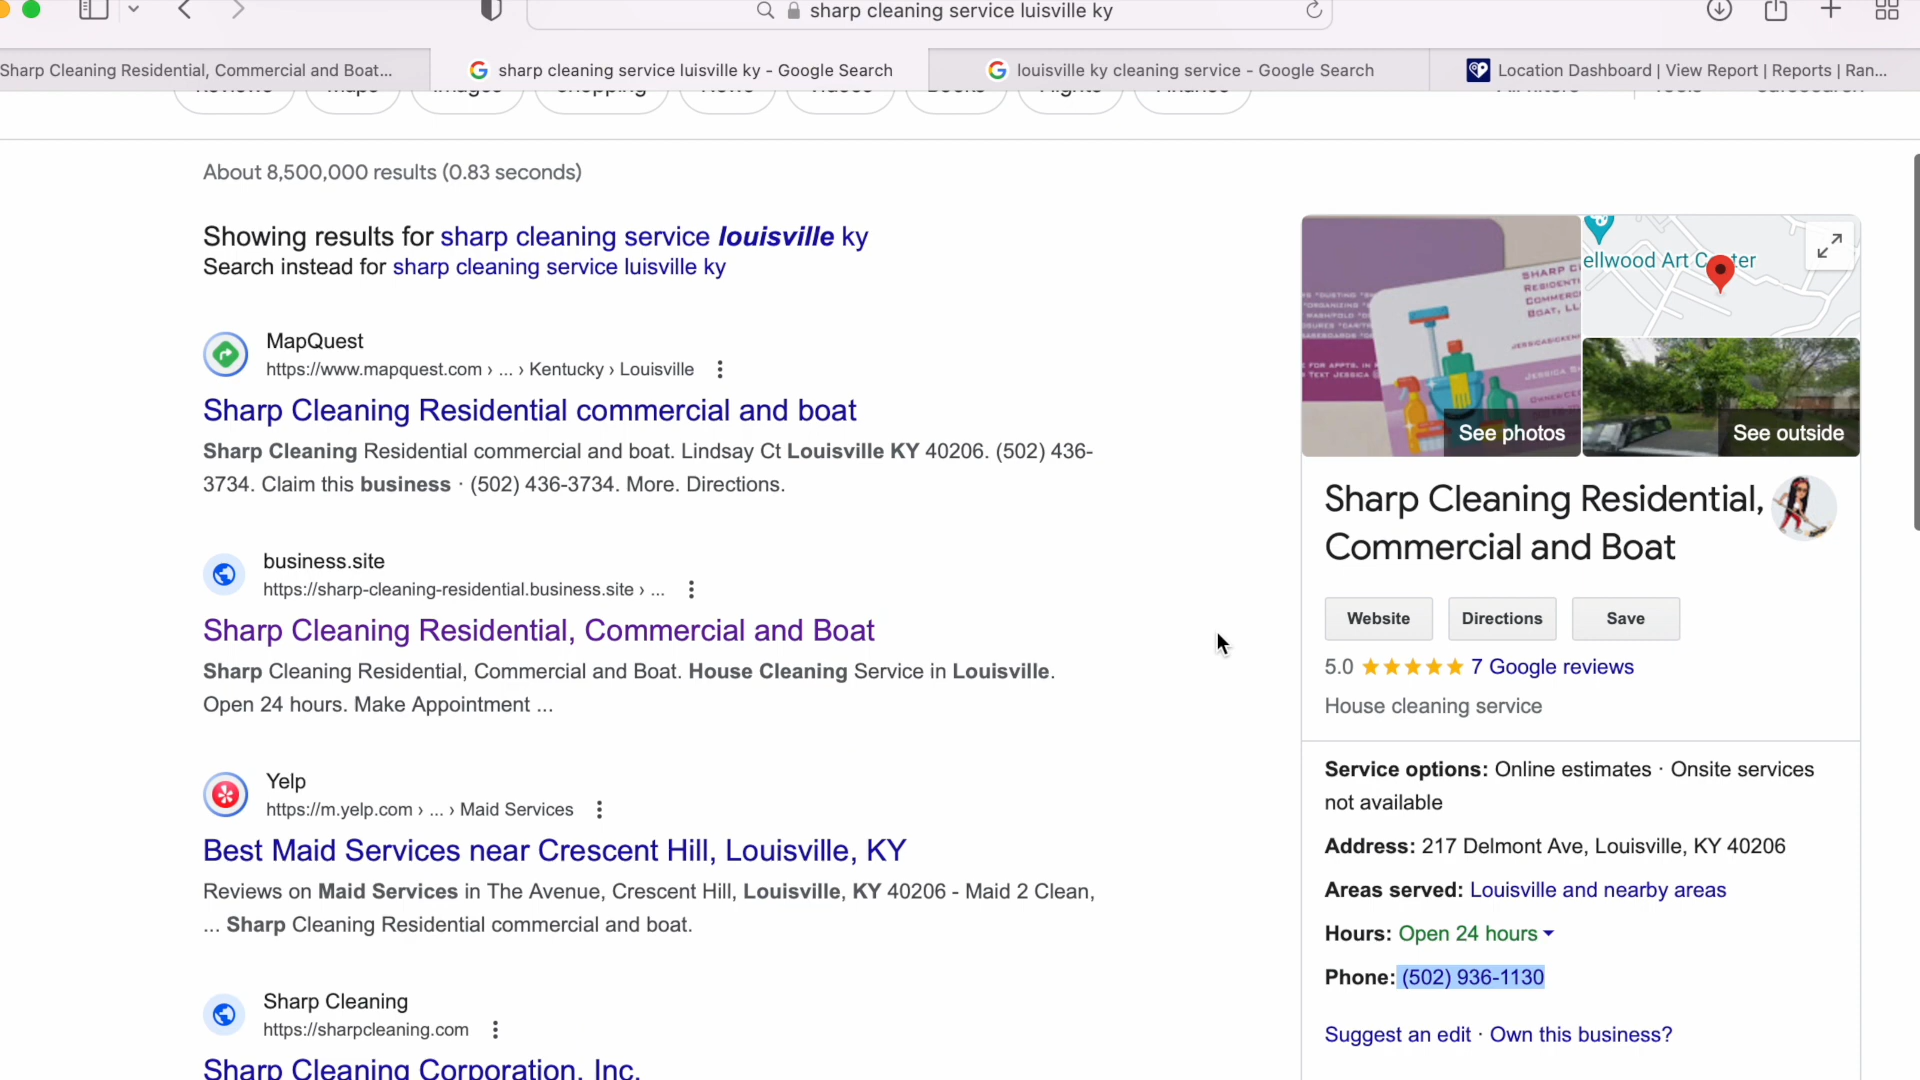 sharp cleaning service luisville ky
Sharp Cleaning Residential, Commercial and Boat...
sharp cleaning service luisville ky - Google Search
louisville ky cleaning service - Google Search
Location Dashboard | View Report | Reports | Ran...
About 8,500,000 results (0.83 seconds)
Showing results for sharp cleaning service louisville ky
Search instead for sharp cleaning service luisville ky
MapQuest
https://www.mapquest.com › ... › Kentucky › Louisville
Sharp Cleaning Residential commercial and boat
Sharp Cleaning Residential commercial and boat. Lindsay Ct Louisville KY 40206. (502) 436-
3734. Claim this business · (502) 436-3734. More. Directions.
business.site
https://sharp-cleaning-residential.business.site › ...
Sharp Cleaning Residential, Commercial and Boat
Sharp Cleaning Residential, Commercial and Boat. House Cleaning Service in Louisville.
Open 24 hours. Make Appointment ...
Yelp
https://m.yelp.com › ... › Maid Services
Best Maid Services near Crescent Hill, Louisville, KY
Reviews on Maid Services in The Avenue, Crescent Hill, Louisville, KY 40206 - Maid 2 Clean,
... Sharp Cleaning Residential commercial and boat.
Sharp Cleaning
https://sharpcleaning.com
Sharp Cleaning Corporation, Inc.
ellwood Art
See photos
See outside
Sharp Cleaning Residential,
Commercial and Boat
Website
Directions
Save
5.0
7 Google reviews
House cleaning service
Service options: Online estimates · Onsite services
not available
Address: 217 Delmont Ave, Louisville, KY 40206
Areas served: Louisville and nearby areas
Hours: Open 24 hours
Phone: (502) 936-1130
Suggest an edit · Own this business?